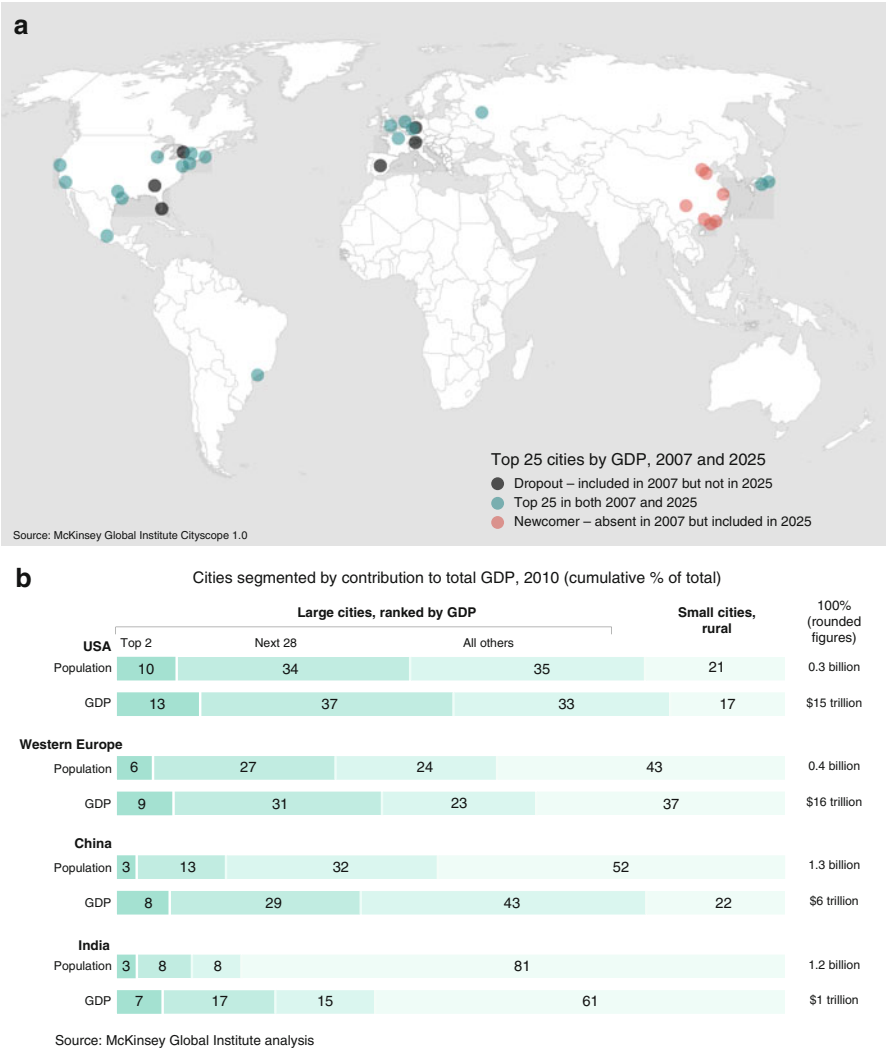 a
Top 25 cities by GDP, 2007 and 2025
Dropout – included in 2007 but not in 2025
Top 25 in both 2007 and 2025
Newcomer – absent in 2007 but included in 2025
Source: McKinsey Global Institute Cityscope 1.0
b
Cities segmented by contribution to total GDP, 2010 (cumulative % of total)
Large cities, ranked by GDP
Small cities,
rural
100%
(rounded
figures)
USA Top 2 Next 28 All others
Population 10 34 35 21 0.3 billion
GDP 13 37 33 17 $15 trillion
Western Europe
Population 6 27 24 43 0.4 billion
GDP 9 31 23 37 $16 trillion
China
Population 3 13 32 52 1.3 billion
GDP 8 29 43 22 $6 trillion
India
Population 3 8 8 81 1.2 billion
GDP 7 17 15 61 $1 trillion
Source: McKinsey Global Institute analysis